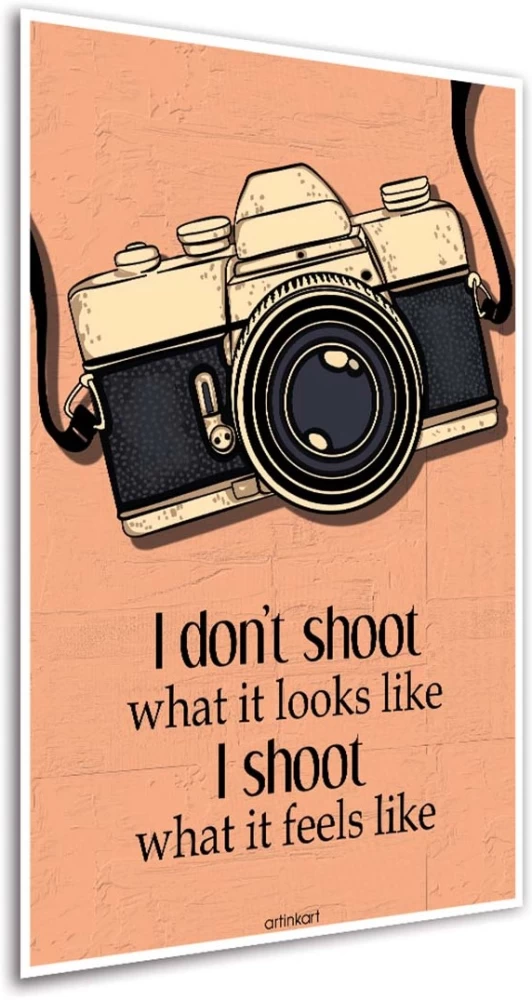 I don't shoot
what it looks like
I shoot
what it feels like
artinkart